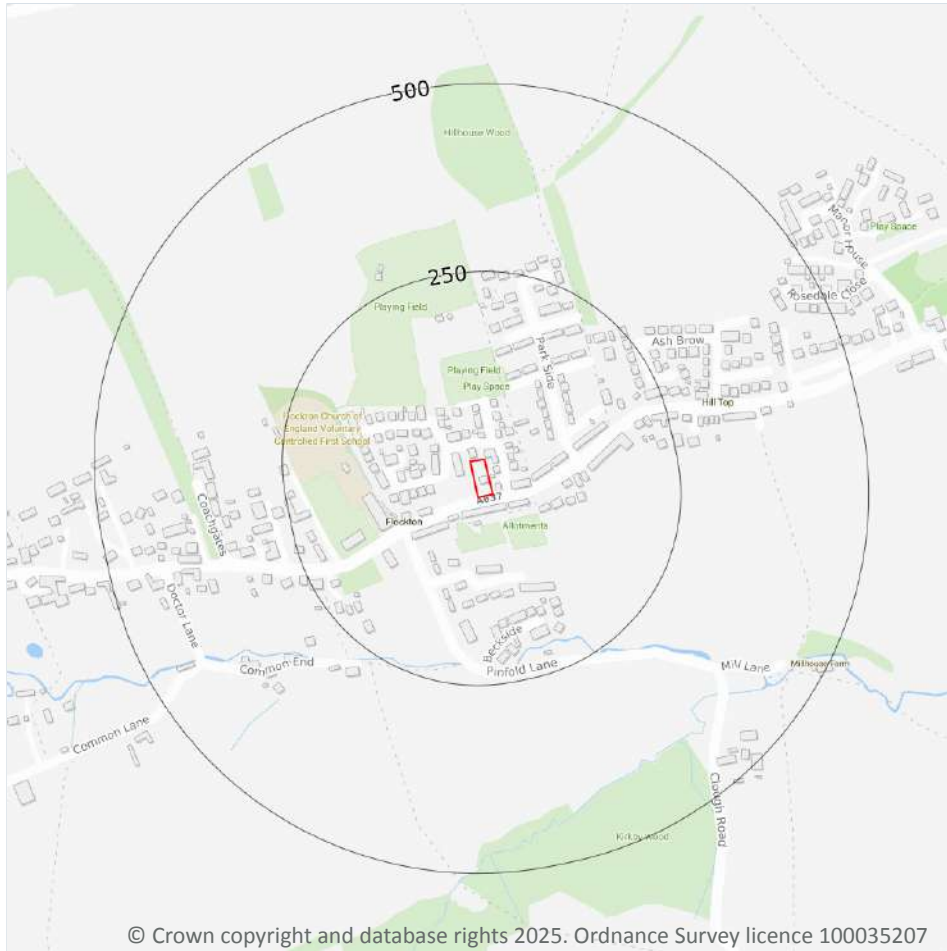 500
Millhouse Wood
Manor House
Play Space
250
Rosedale Close
Playing Field
Park Side
Ash Brow
Playing Field
Play Space
Hill Top
Flockton Church of
England Voluntary
Controlled First School
A637
Coachgates
Flockton
Allotments
Doctor Lane
Beckside
Common End
Pinfold Lane
Mill Lane
Millhouse Farm
Common Lane
Clough Road
Kirkby Wood
© Crown copyright and database rights 2025. Ordnance Survey licence 100035207